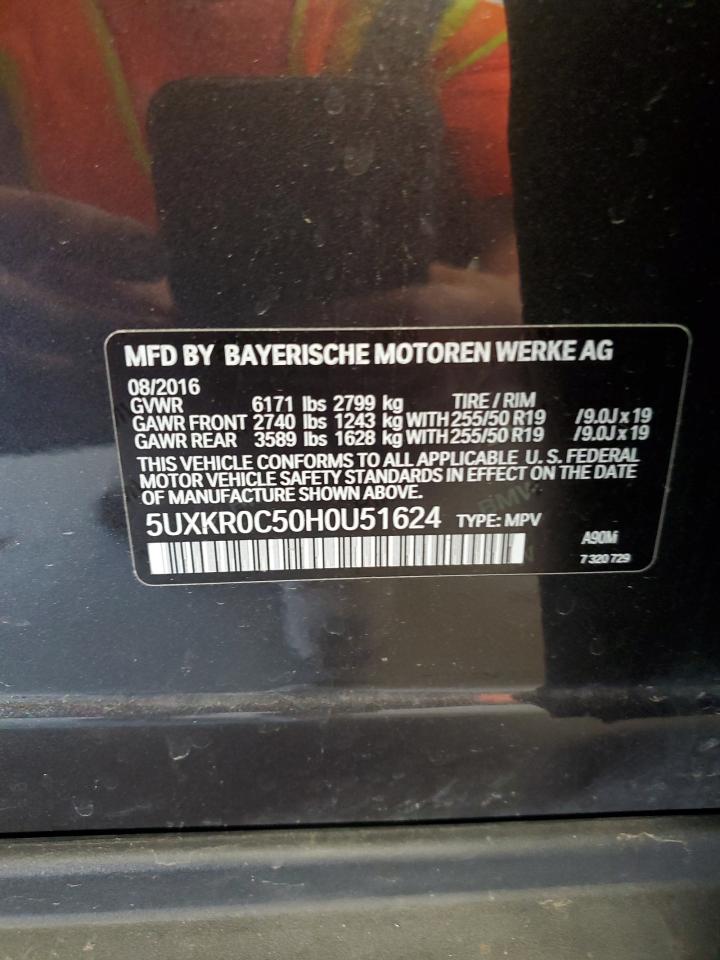 MFD BY BAYERISCHE MOTOREN WERKE AG
08/2016
GVWR 6171 lbs 2799 kg TIRE / RIM
GAWR FRONT 2740 lbs 1243 kg WITH 255/50 R19 /9.0J x 19
GAWR REAR 3589 lbs 1628 kg WITH 255/50 R19 /9.0J x 19
THIS VEHICLE CONFORMS TO ALL APPLICABLE U. S. FEDERAL
MOTOR VEHICLE SAFETY STANDARDS IN EFFECT ON THE DATE
OF MANUFACTURE SHOWN ABOVE.
5UXKR0C50H0U51624 TYPE: MPV
A90Mi
7 320 729